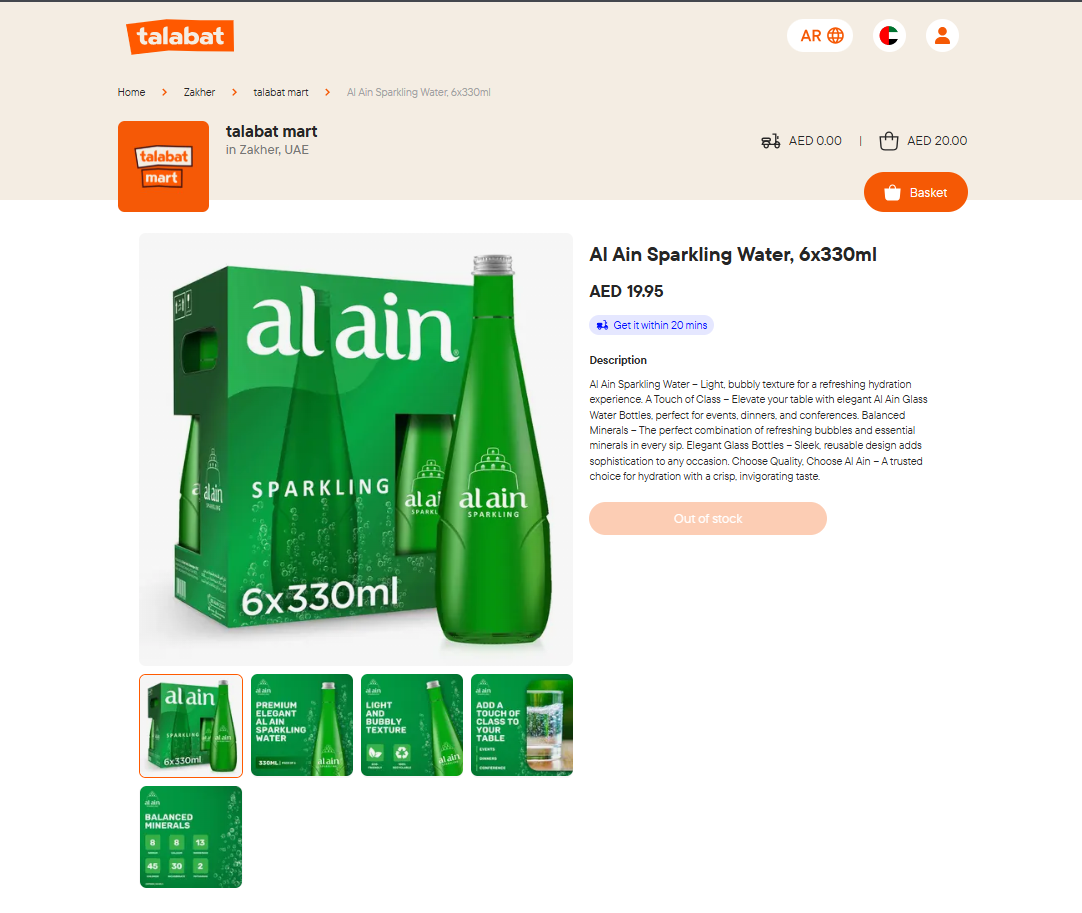 talabat
AR
Home
Zakher
talabat mart
Al Ain Sparkling Water, 6x330ml
talabat
mart
talabat mart
in Zakher, UAE
AED 0.00
|
AED 20.00
Basket
al ain
SPARKLING
6x330ml
al ain
al ain
SPARKLING
Al Ain Sparkling Water, 6x330ml
AED 19.95
Get it within 20 mins
Description
Al Ain Sparkling Water – Light, bubbly texture for a refreshing hydration
experience. A Touch of Class – Elevate your table with elegant Al Ain Glass
Water Bottles, perfect for events, dinners, and conferences. Balanced
Minerals – The perfect combination of refreshing bubbles and essential
minerals in every sip. Elegant Glass Bottles – Sleek, reusable design adds
sophistication to any occasion. Choose Quality, Choose Al Ain – A trusted
choice for hydration with a crisp, invigorating taste.
Out of stock
al ain
SPARKLING
6x330ml
al ain
al ain
PREMIUM
ELEGANT
AL AIN
SPARKLING
WATER
330ML
al ain
al ain
LIGHT
AND
BUBBLY
TEXTURE
al ain
al ain
ADD A
TOUCH OF
CLASS TO
YOUR
TABLE
EVENTS
DINNERS
CONFERENCE
al ain
BALANCED
MINERALS
8 8 13
45 30 2